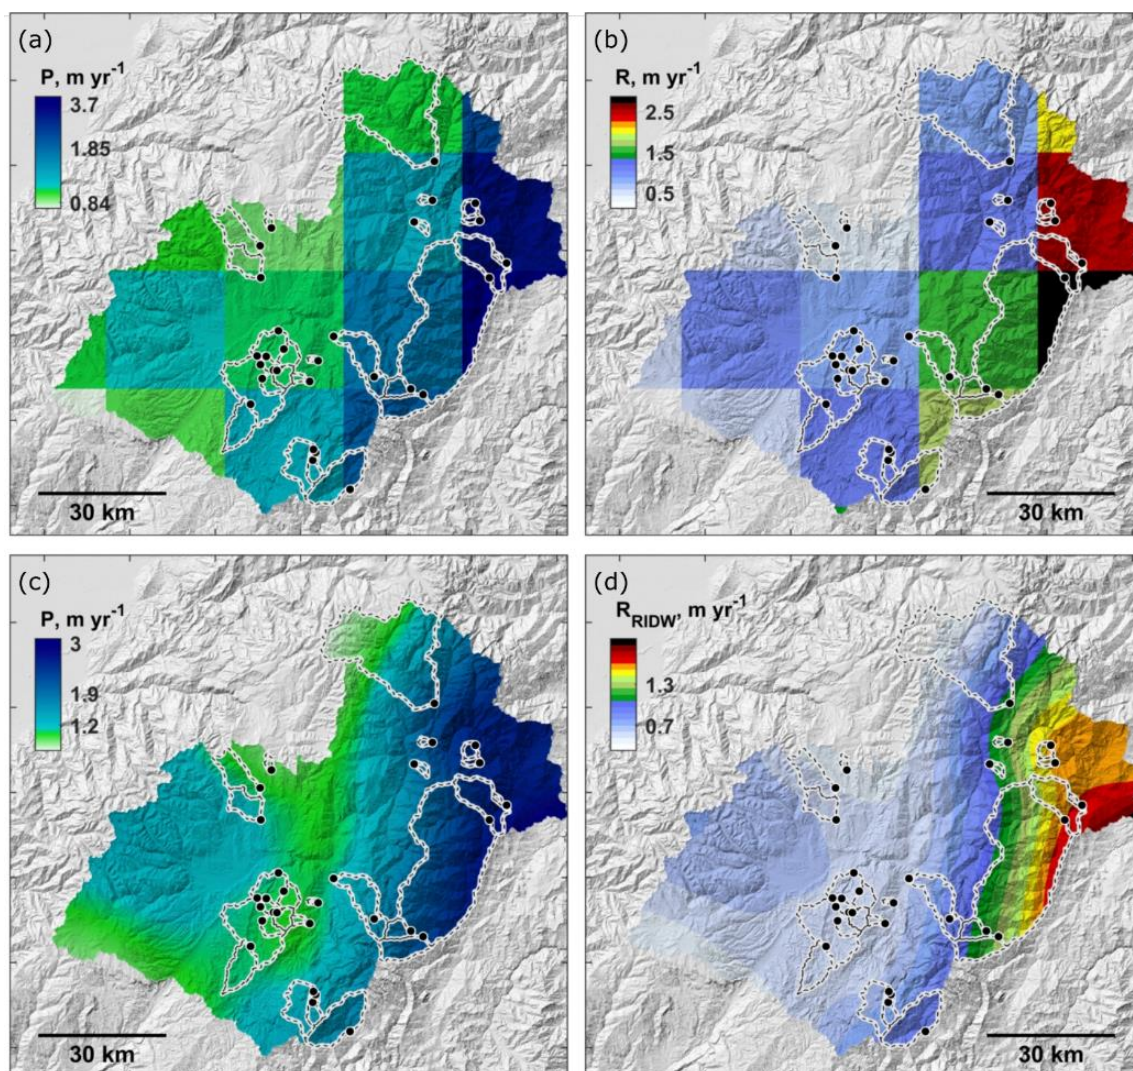 (a)
P, m yr⁻¹
3.7
1.85
0.84
30 km
(b)
R, m yr⁻¹
2.5
1.5
0.5
30 km
(c)
P, m yr⁻¹
3
1.9
1.2
30 km
(d)
R_RIDW, m yr⁻¹
1.3
0.7
30 km